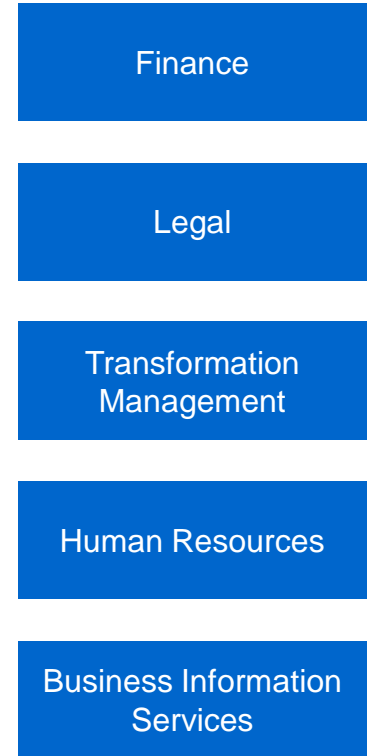 Finance
Legal
Transformation
Management
Human Resources
Business Information
Services